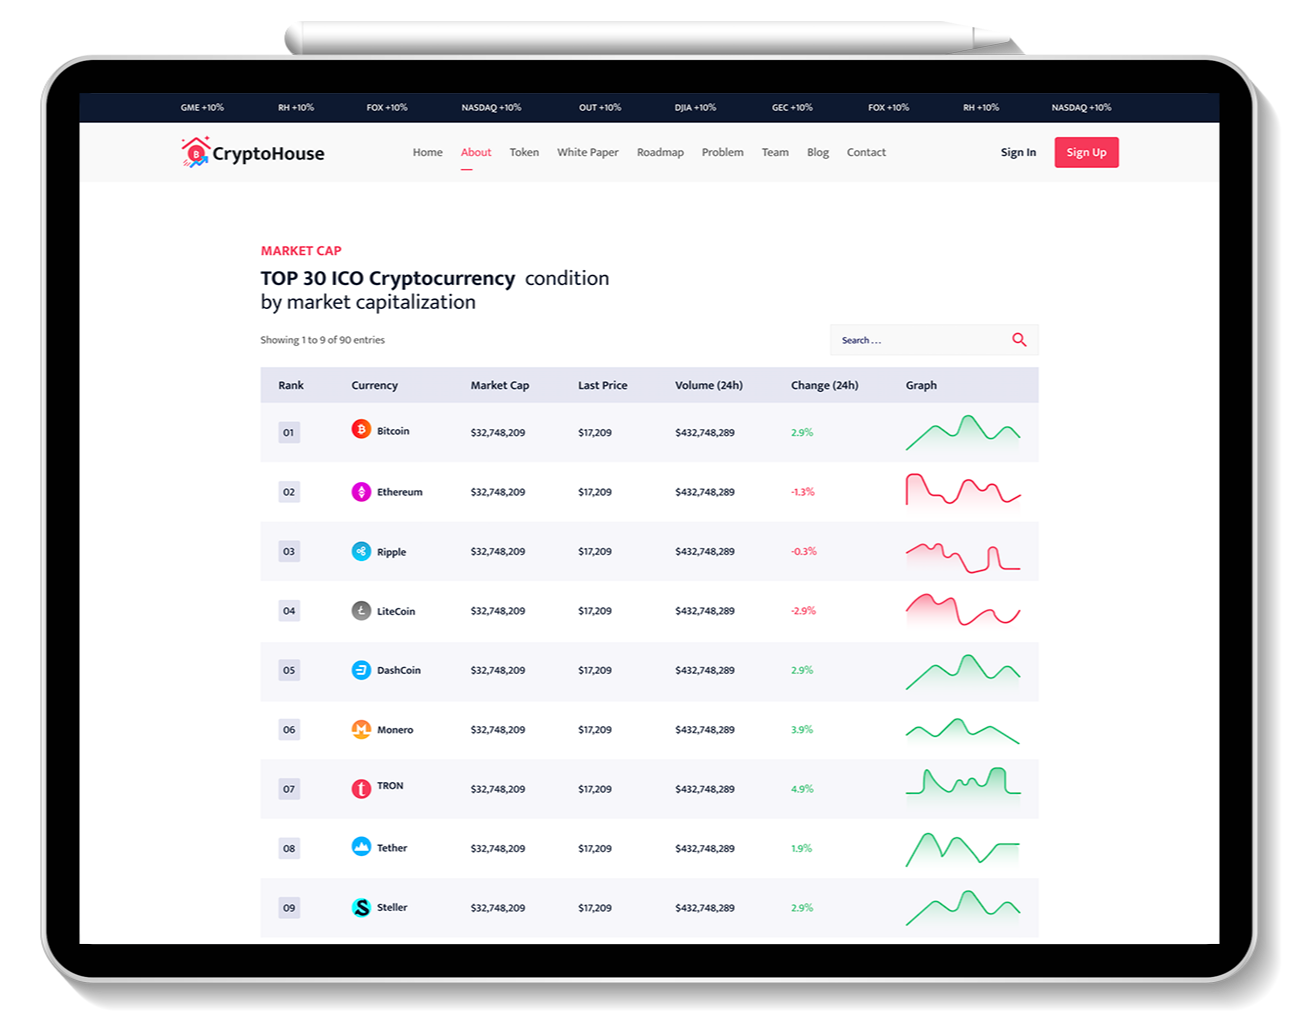 GME +10% RH +10% FOX +10% NASDAQ +10% OUT +10% DJIA +10% GEC +10% FOX +10% RH +10% NASDAQ +10%
CryptoHouse Home About Token White Paper Roadmap Problem Team Blog Contact Sign In Sign Up
MARKET CAP
TOP 30 ICO Cryptocurrency condition
by market capitalization
Showing 1 to 9 of 90 entries Search ...
Rank Currency Market Cap Last Price Volume (24h) Change (24h) Graph
01 Bitcoin $32,748,209 $17,209 $432,748,289 2.9%
02 Ethereum $32,748,209 $17,209 $432,748,289 -1.3%
03 Ripple $32,748,209 $17,209 $432,748,289 -0.3%
04 LiteCoin $32,748,209 $17,209 $432,748,289 -2.9%
05 DashCoin $32,748,209 $17,209 $432,748,289 2.9%
06 Monero $32,748,209 $17,209 $432,748,289 3.9%
07 TRON $32,748,209 $17,209 $432,748,289 4.9%
08 Tether $32,748,209 $17,209 $432,748,289 1.9%
09 Steller $32,748,209 $17,209 $432,748,289 2.9%